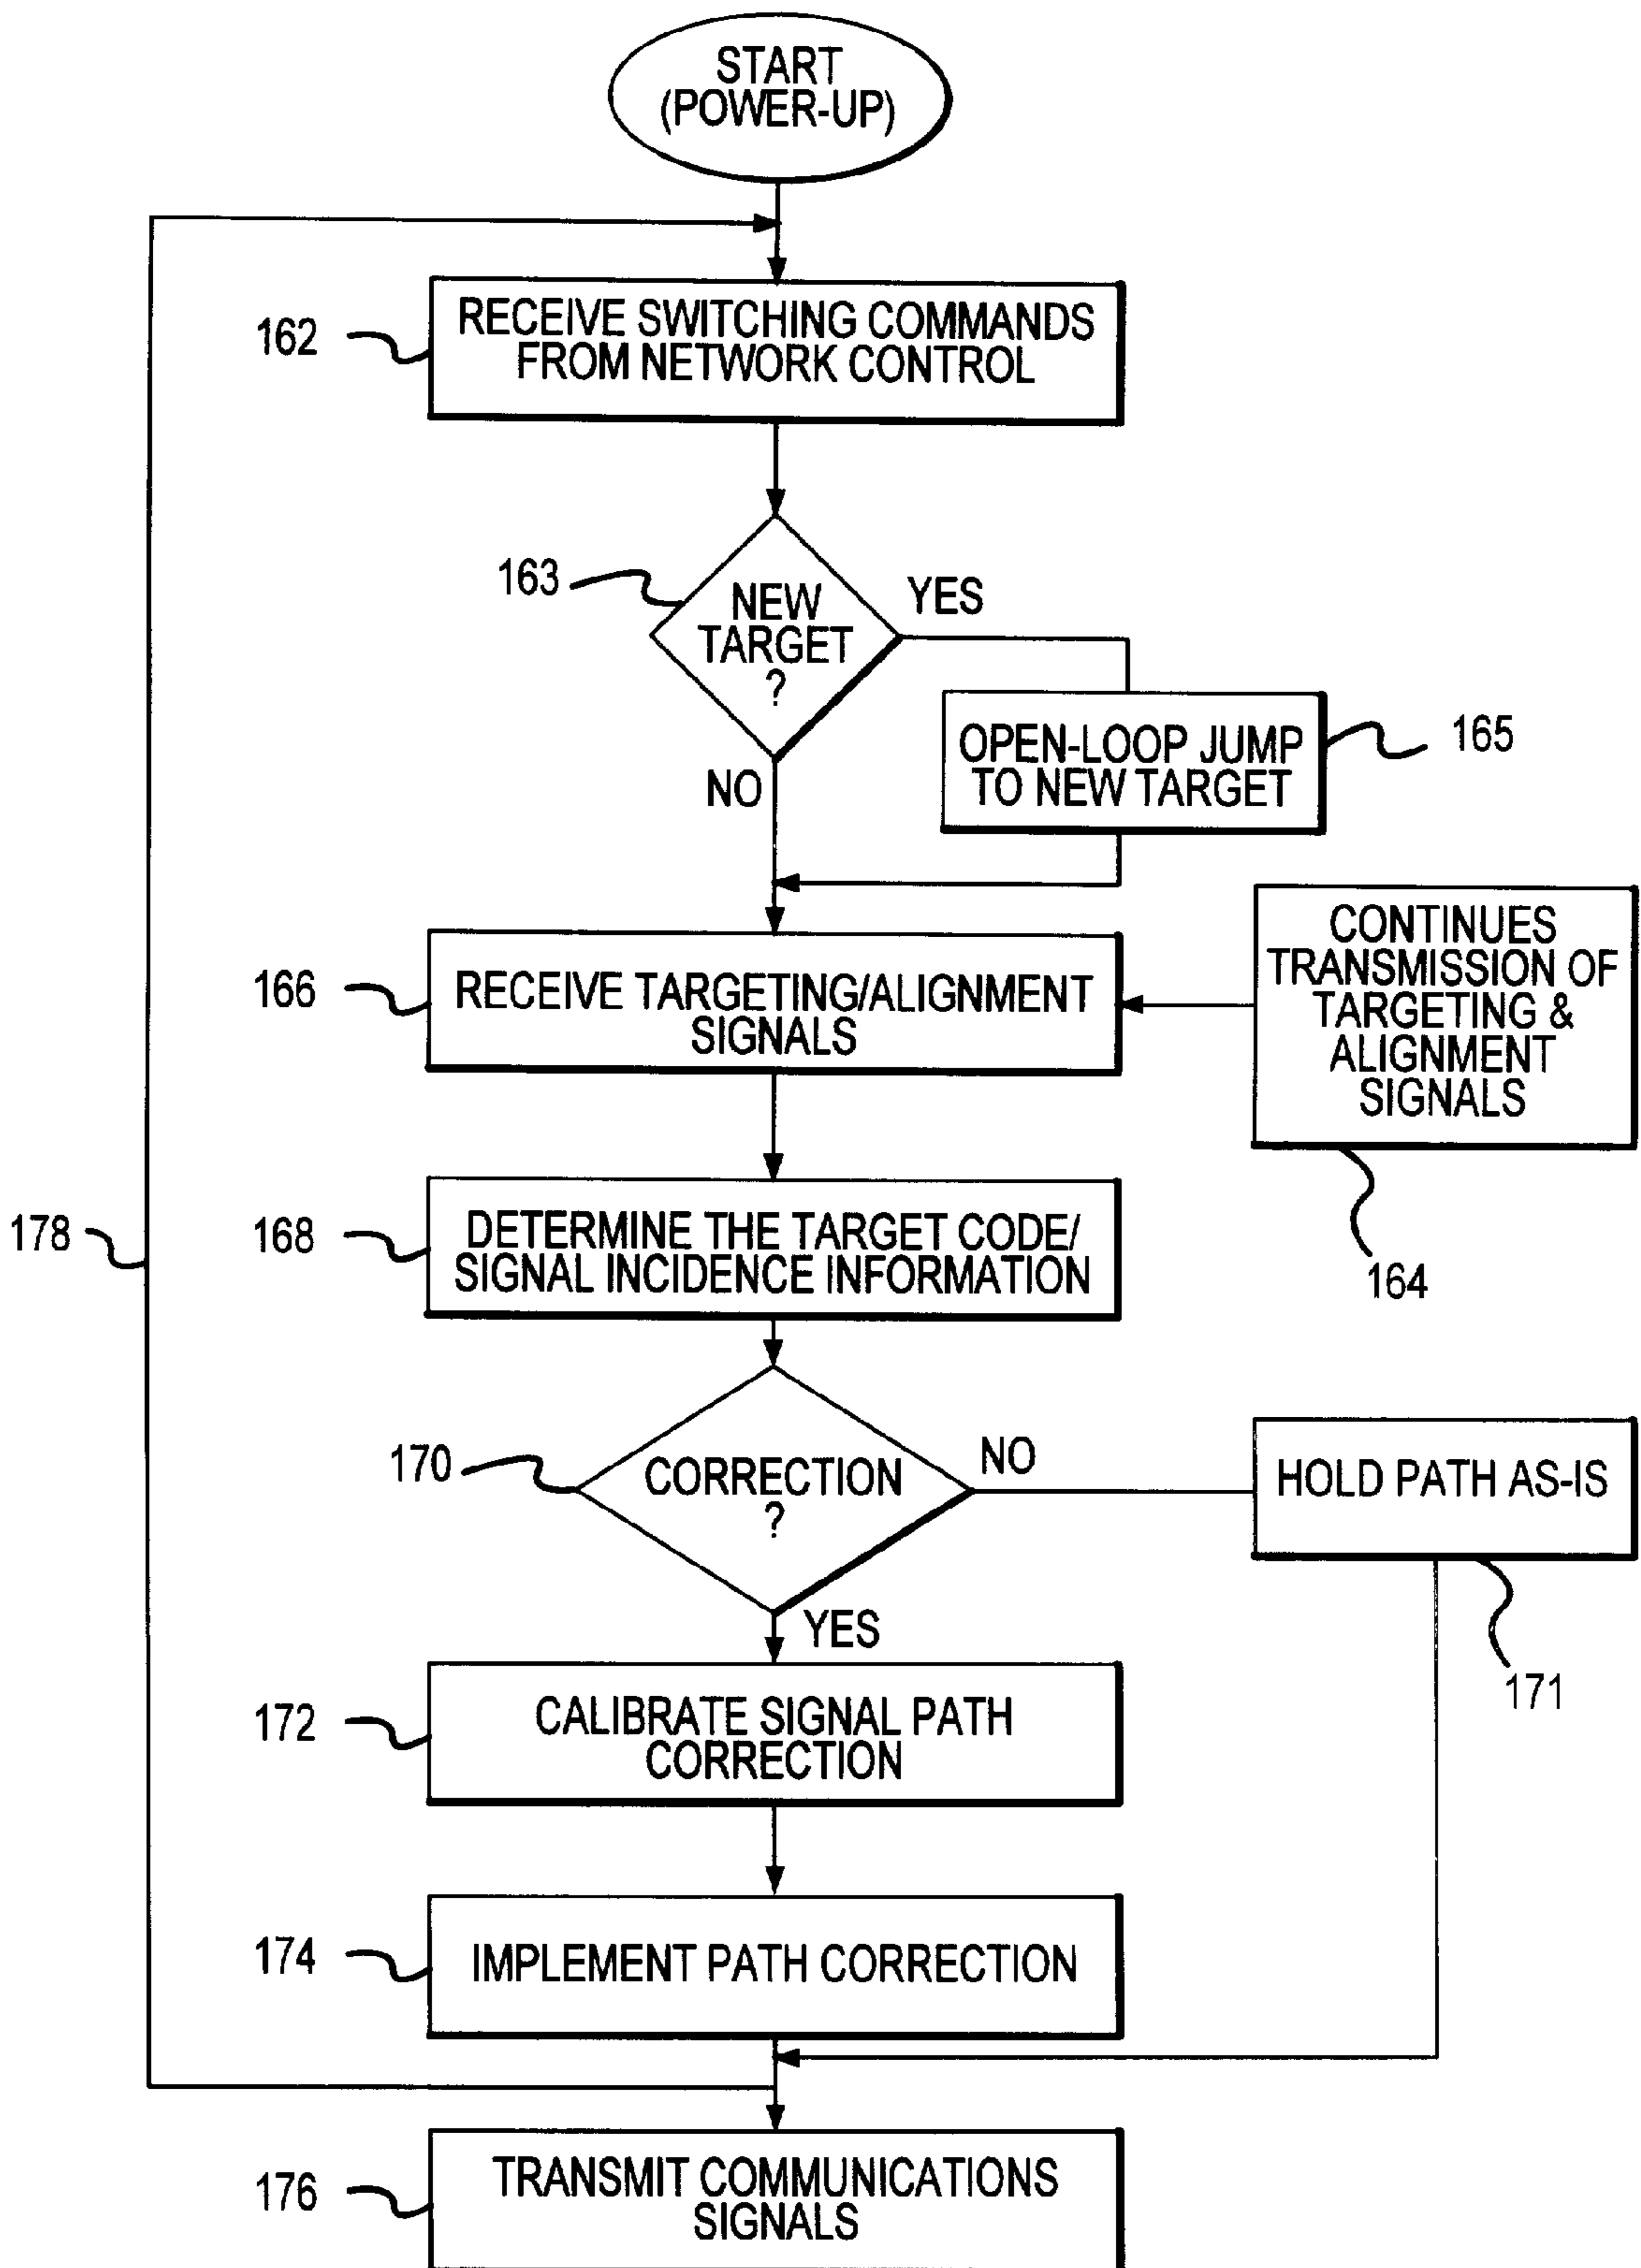 START
(POWER-UP)
162
RECEIVE SWITCHING COMMANDS
FROM NETWORK CONTROL
163
NEW
TARGET
?
YES
NO
OPEN-LOOP JUMP
TO NEW TARGET
165
166
RECEIVE TARGETING/ALIGNMENT
SIGNALS
CONTINUES
TRANSMISSION OF
TARGETING &
ALIGNMENT
SIGNALS
164
178
168
DETERMINE THE TARGET CODE/
SIGNAL INCIDENCE INFORMATION
170
CORRECTION
?
NO
HOLD PATH AS-IS
171
YES
172
CALIBRATE SIGNAL PATH
CORRECTION
174
IMPLEMENT PATH CORRECTION
176
TRANSMIT COMMUNICATIONS
SIGNALS